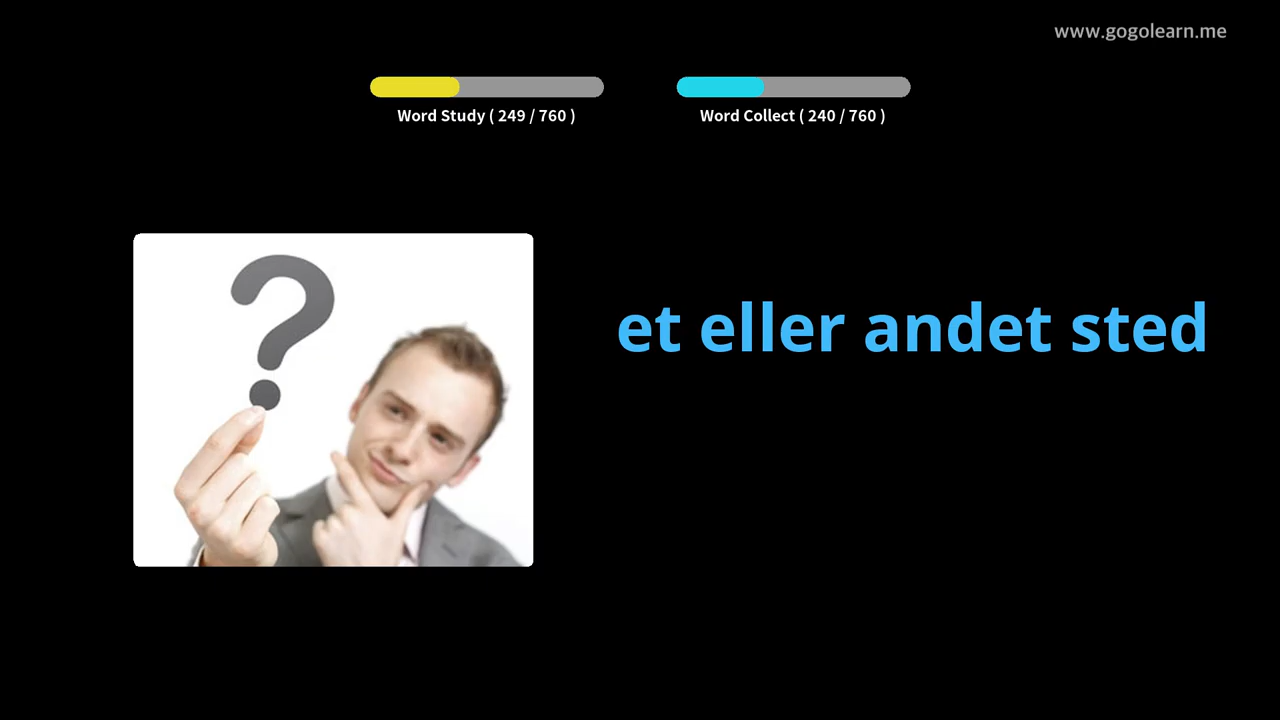 www.gogolearn.me
Word Study ( 249 / 760 )
Word Collect ( 240 / 760 )
?
et eller andet sted